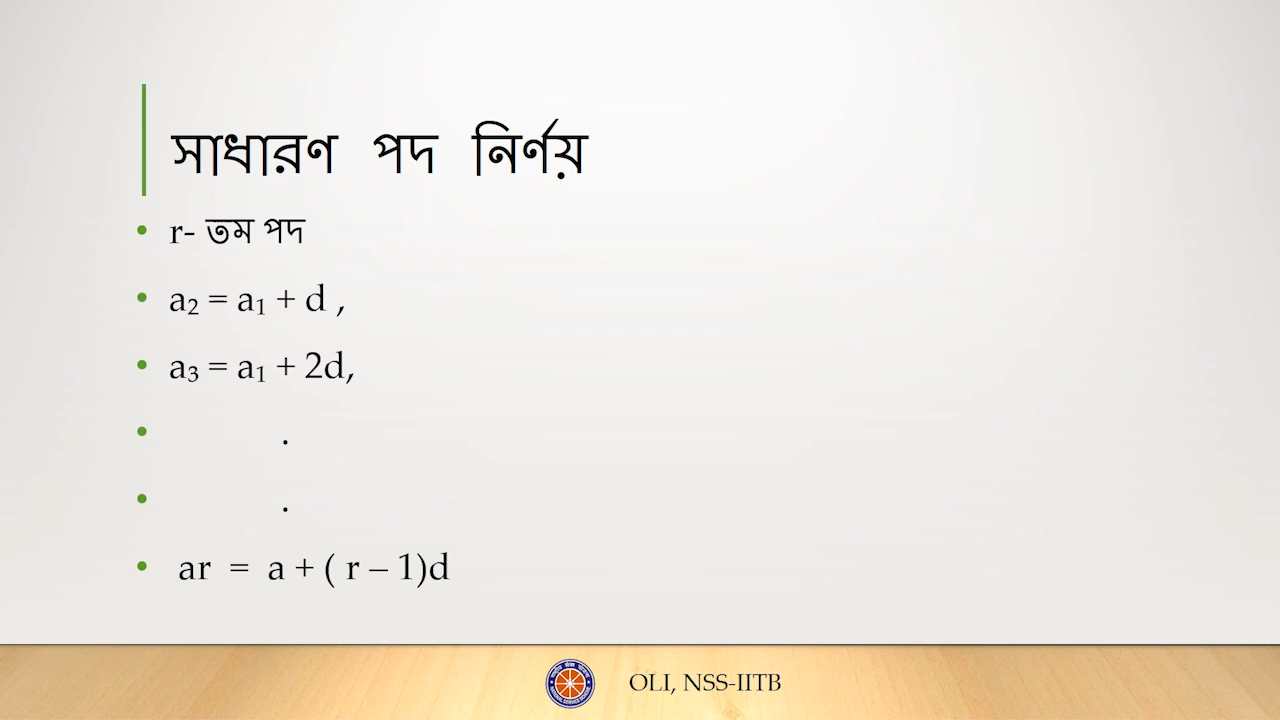 সাধারণ পদ নির্ণয়
• r- তম পদ
• a₂ = a₁ + d ,
• a₃ = a₁ + 2d,
• .
• .
• ar = a + ( r – 1)d
OLI, NSS-IITB